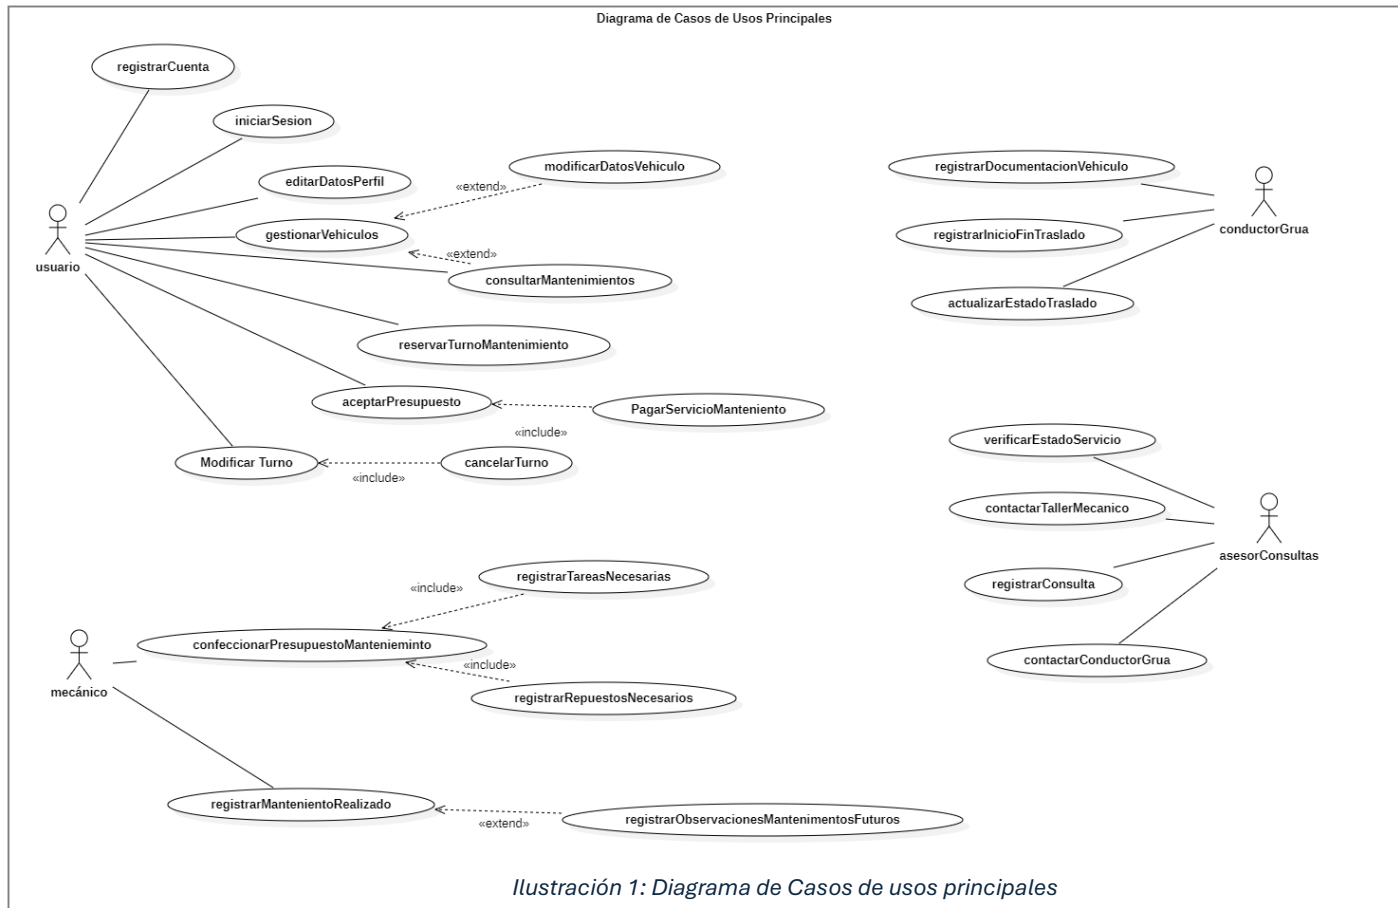 Diagrama de Casos de Usos Principales
registrarCuenta
iniciarSesion
editarDatosPerfil
modificarDatosVehiculo
«extend»
gestionarVehiculos
«extend»
consultarMantenimientos
usuario
reservarTurnoMantenimiento
aceptarPresupuesto
PagarServicioManteniento
«include»
Modificar Turno
cancelarTurno
«include»
registrarDocumentacionVehiculo
registrarInicioFinTraslado
conductorGrua
actualizarEstadoTraslado
verificarEstadoServicio
contactarTallerMecanico
asesorConsultas
registrarConsulta
contactarConductorGrua
registrarTareasNecesarias
«include»
confeccionarPresupuestoMantenieminto
«include»
mecánico
registrarRepuestosNecesarios
registrarMantenientoRealizado
«extend»
registrarObservacionesMantenimentosFuturos
Ilustración 1: Diagrama de Casos de usos principales